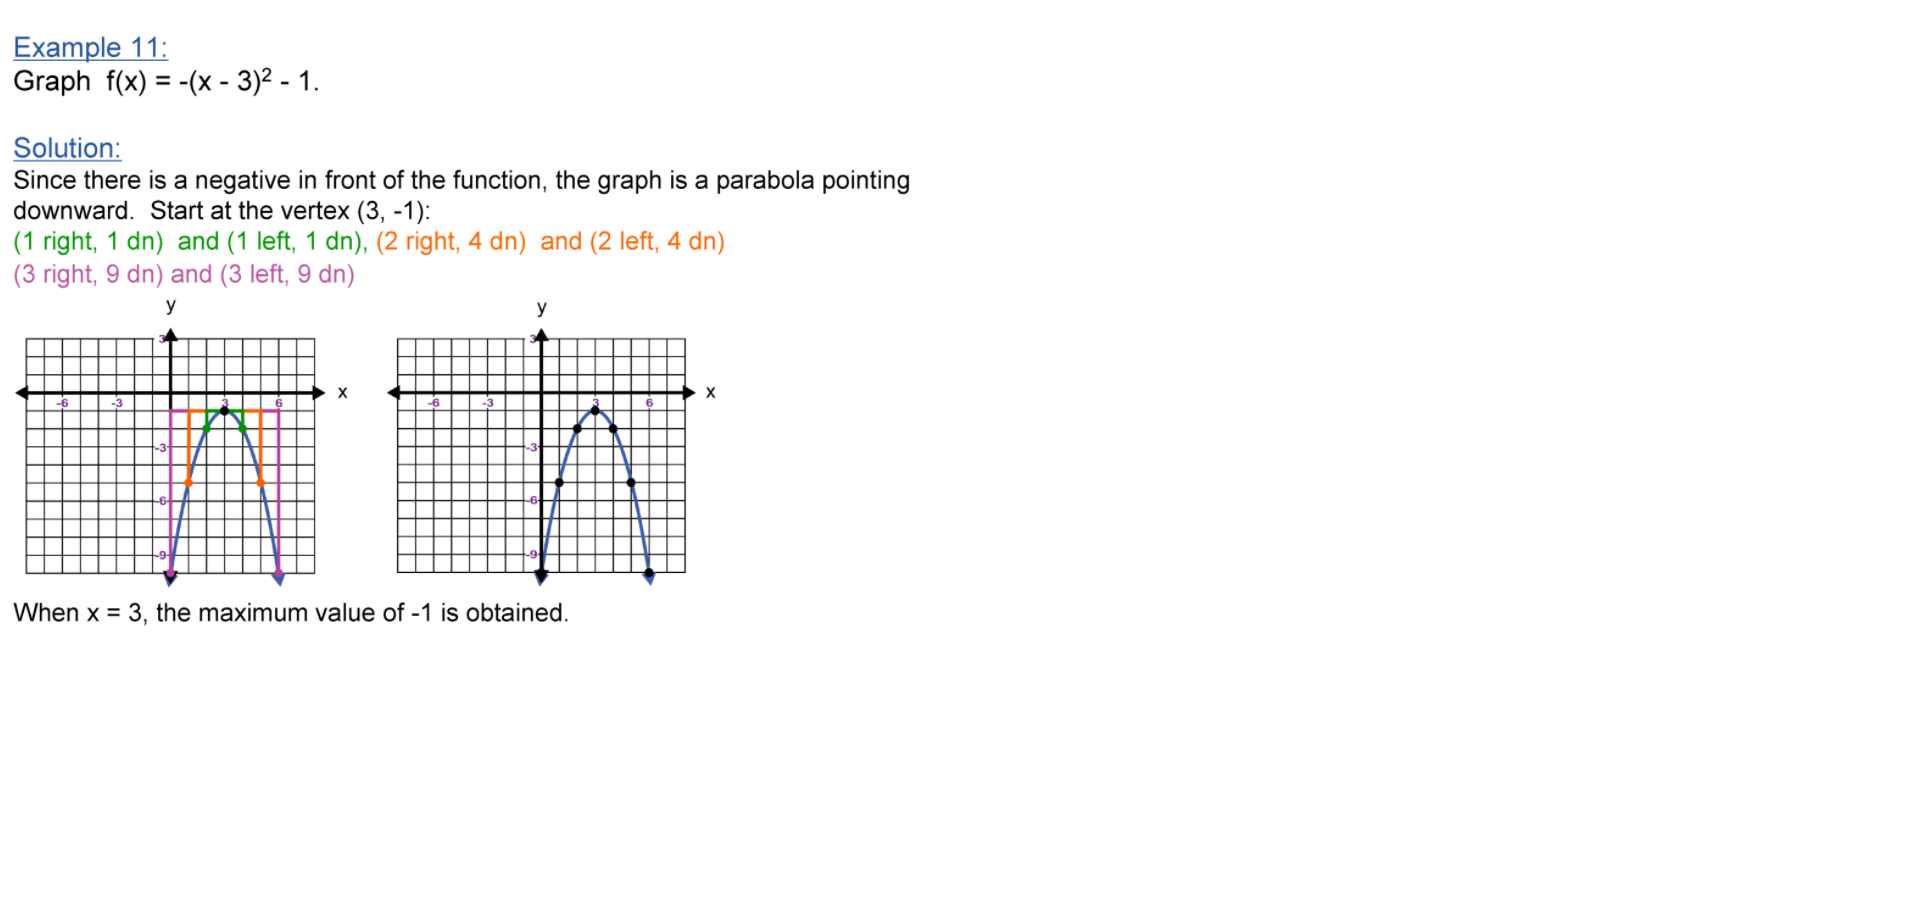 Example 11:
Graph  f(x) = -(x - 3)² - 1.
Solution:
Since there is a negative in front of the function, the graph is a parabola pointing
downward.  Start at the vertex (3, -1):
(1 right, 1 dn)  and (1 left, 1 dn), (2 right, 4 dn)  and (2 left, 4 dn)
(3 right, 9 dn) and (3 left, 9 dn)
y
3
x
-6 -3 3 6
-3
-6
-9
y
3
x
-6 -3 3 6
-3
-6
-9
When x = 3, the maximum value of -1 is obtained.